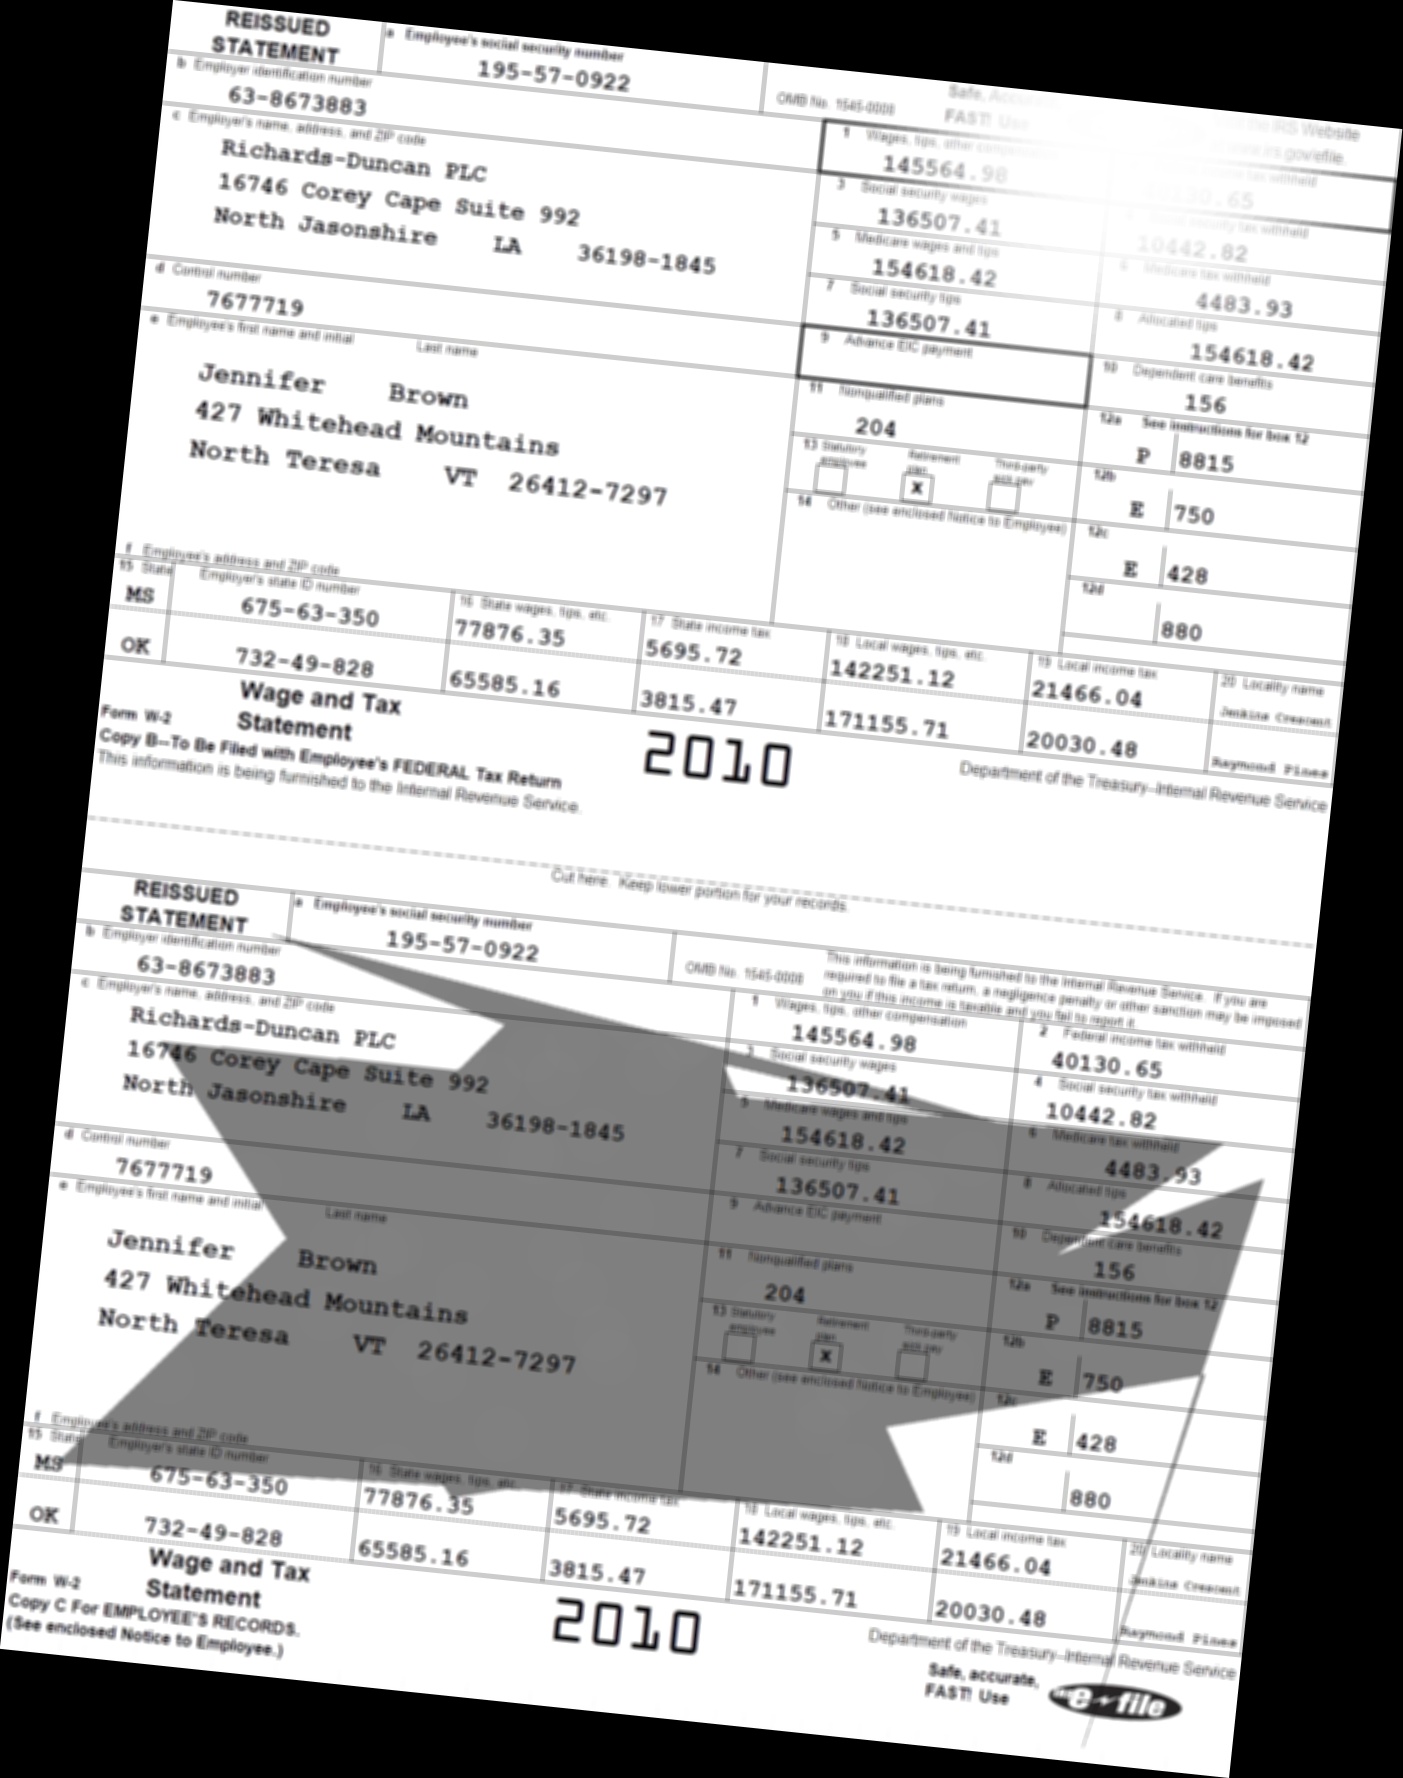 REISSUED STATEMENT
a Employee's social security number
195-57-0922
OMB No. 1545-0008
Safe,
FAST! Use
IRS Website
b Employer identification number
63-8673883
c Employer's name, address, and ZIP code
Richards-Duncan PLC
16746 Corey Cape Suite 992
North Jasonshire LA 36198-1845
d Control number
7677719
e Employee's first name and initial Last name
Jennifer Brown
427 Whitehead Mountains
North Teresa VT 26412-7297
f Employee's address and ZIP code
1 Wages, tips, other
145564.98
tax withheld
3 Social security wages
136507.41
tax withheld
10442.82
5 Medicare wages and tips
154618.42
6 Medicare tax withheld
4483.93
7 Social security tips
136507.41
8 Allocated tips
154618.42
9 Advance EIC payment
10 Dependent care benefits
156
11 Nonqualified plans
204
12a See instructions for box 12
P 8815
13 Statutory employee Retirement plan Third-party sick pay
X
12b
E 750
14 Other (see enclosed Notice to Employee)
12c
E 428
12d
880
15 State Employer's state ID number 16 State wages, tips, etc. 17 State income tax 18 Local wages, tips, etc. 19 Local income tax 20 Locality name
MS 675-63-350 77876.35 5695.72 142251.12 21466.04 Jenkins Crescent
OK 732-49-828 65585.16 3815.47 171155.71 20030.48 Raymond Pines
Form W-2 Wage and Tax Statement
2010
Department of the Treasury--Internal Revenue Service
Copy B--To Be Filed with Employee's FEDERAL Tax Return
This information is being furnished to the Internal Revenue Service.
Cut here. Keep lower portion for your records.
REISSUED STATEMENT
a Employee's social security number
195-57-0922
OMB No. 1545-0008
This information is being furnished to the Internal Revenue Service. If you are
required to file a tax return, a negligence penalty or other sanction may be imposed
on you if this income is taxable and you fail to report it.
b Employer identification number
63-8673883
c Employer's name, address, and ZIP code
Richards-Duncan PLC
16746 Corey Cape Suite 992
North Jasonshire LA 36198-1845
d Control number
7677719
e Employee's first name and initial Last name
Jennifer Brown
427 Whitehead Mountains
North Teresa VT 26412-7297
f Employee's address and ZIP code
1 Wages, tips, other compensation
145564.98
2 Federal income tax withheld
40130.65
3 Social security wages
136507.41
4 Social security tax withheld
10442.82
5 Medicare wages and tips
154618.42
6 Medicare tax withheld
4483.93
7 Social security tips
136507.41
8 Allocated tips
154618.42
9 Advance EIC payment
10 Dependent care benefits
156
11 Nonqualified plans
204
12a See instructions for box 12
P 8815
13 Statutory employee Retirement plan Third-party sick pay
X
12b
E 750
14 Other (see enclosed Notice to Employee)
12c
E 428
12d
880
15 State Employer's state ID number 16 State wages, tips, etc. 17 State income tax 18 Local wages, tips, etc. 19 Local income tax 20 Locality name
MS 675-63-350 77876.35 5695.72 142251.12 21466.04 Jenkins Crescent
OK 732-49-828 65585.16 3815.47 171155.71 20030.48 Raymond Pines
Form W-2 Wage and Tax Statement
2010
Department of the Treasury--Internal Revenue Service
Copy C For EMPLOYEE'S RECORDS.
(See enclosed Notice to Employee.)
Safe, accurate,
FAST! Use
e-file